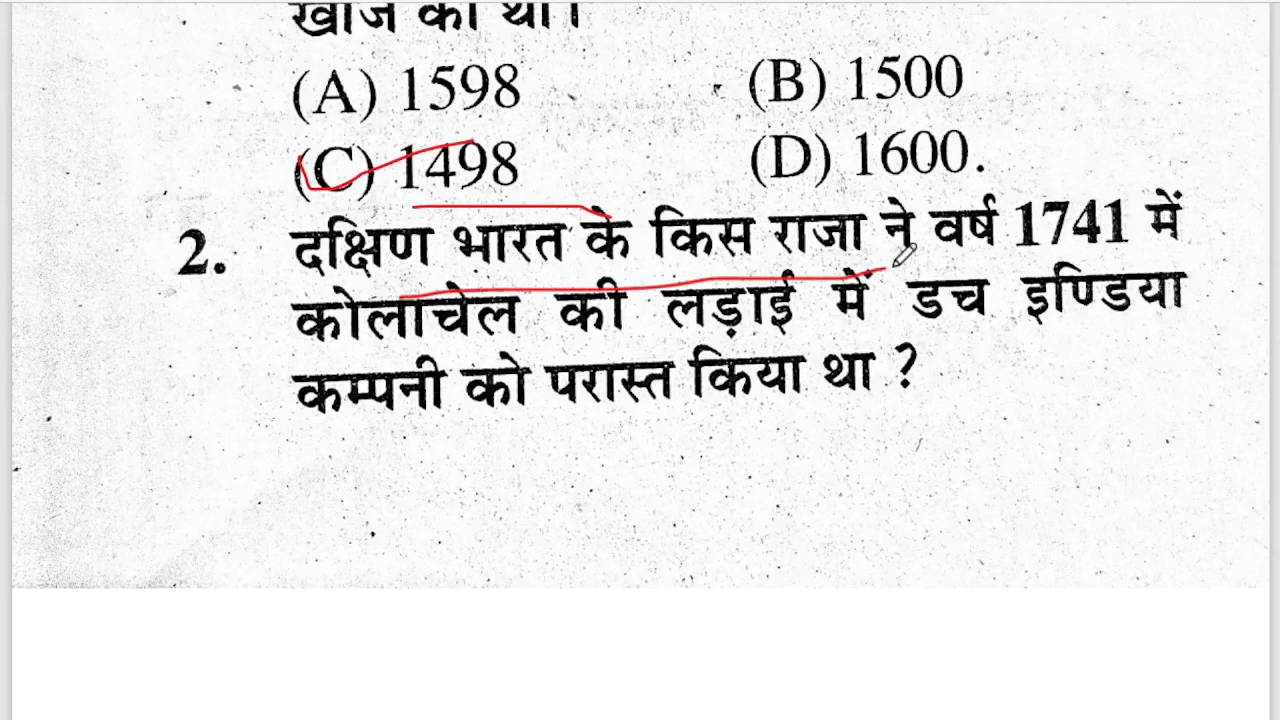 खोज की थी।
(A) 1598 (B) 1500
(C) 1498 (D) 1600.
2. दक्षिण भारत के किस राजा ने वर्ष 1741 में
कोलाचेल की लड़ाई में डच इण्डिया
कम्पनी को परास्त किया था ?